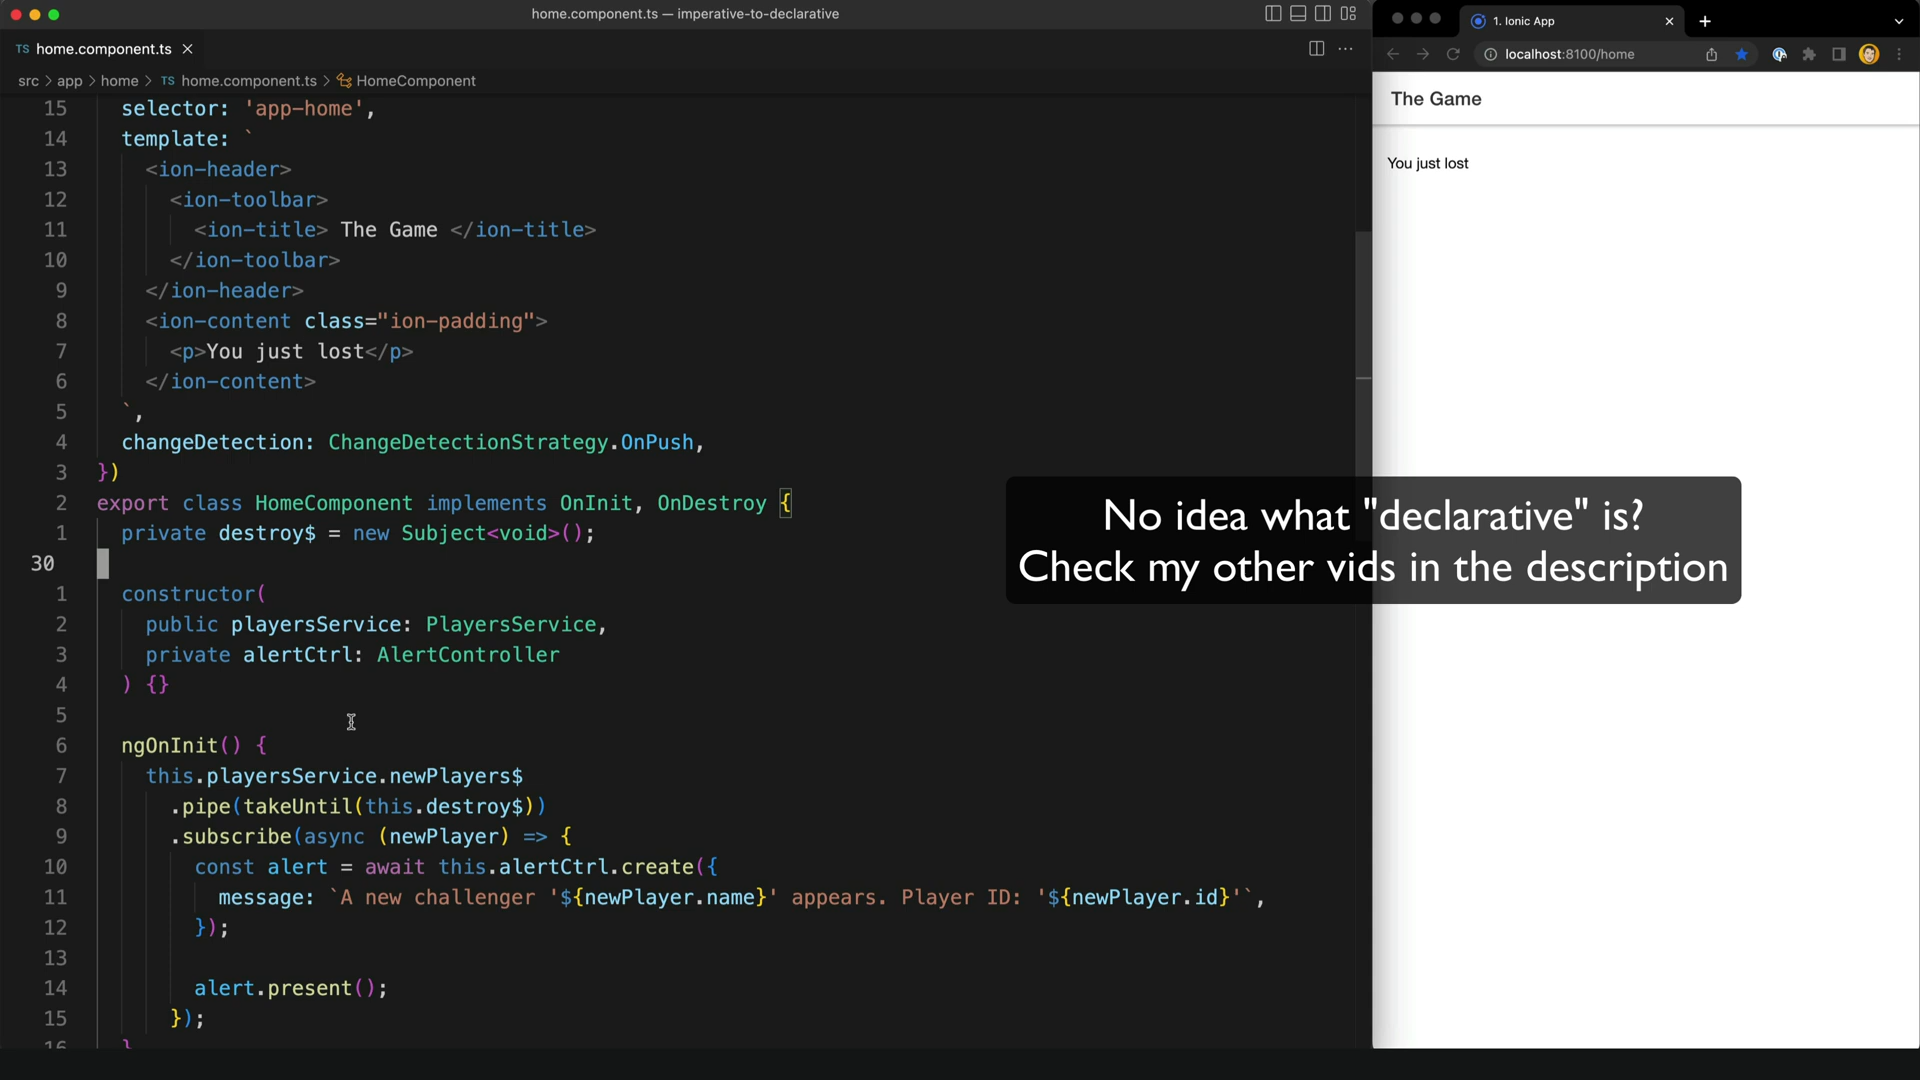 home.component.ts — imperative-to-declarative
TS home.component.ts
src > app > home > TS home.component.ts > HomeComponent
15 selector: 'app-home',
14 template: `
13 <ion-header>
12 <ion-toolbar>
11 <ion-title> The Game </ion-title>
10 </ion-toolbar>
9 </ion-header>
8 <ion-content class="ion-padding">
7 <p>You just lost</p>
6 </ion-content>
5 `,
4 changeDetection: ChangeDetectionStrategy.OnPush,
3 })
2 export class HomeComponent implements OnInit, OnDestroy {
1 private destroy$ = new Subject<void>();
30
1 constructor(
2 public playersService: PlayersService,
3 private alertCtrl: AlertController
4 ) {}
5
6 ngOnInit() {
7 this.playersService.newPlayers$
8 .pipe(takeUntil(this.destroy$))
9 .subscribe(async (newPlayer) => {
10 const alert = await this.alertCtrl.create({
11 message: `A new challenger '${newPlayer.name}' appears. Player ID: '${newPlayer.id}'`,
12 });
13
14 alert.present();
15 });
16 }
1. Ionic App
localhost:8100/home
The Game
You just lost
No idea what "declarative" is?
Check my other vids in the description